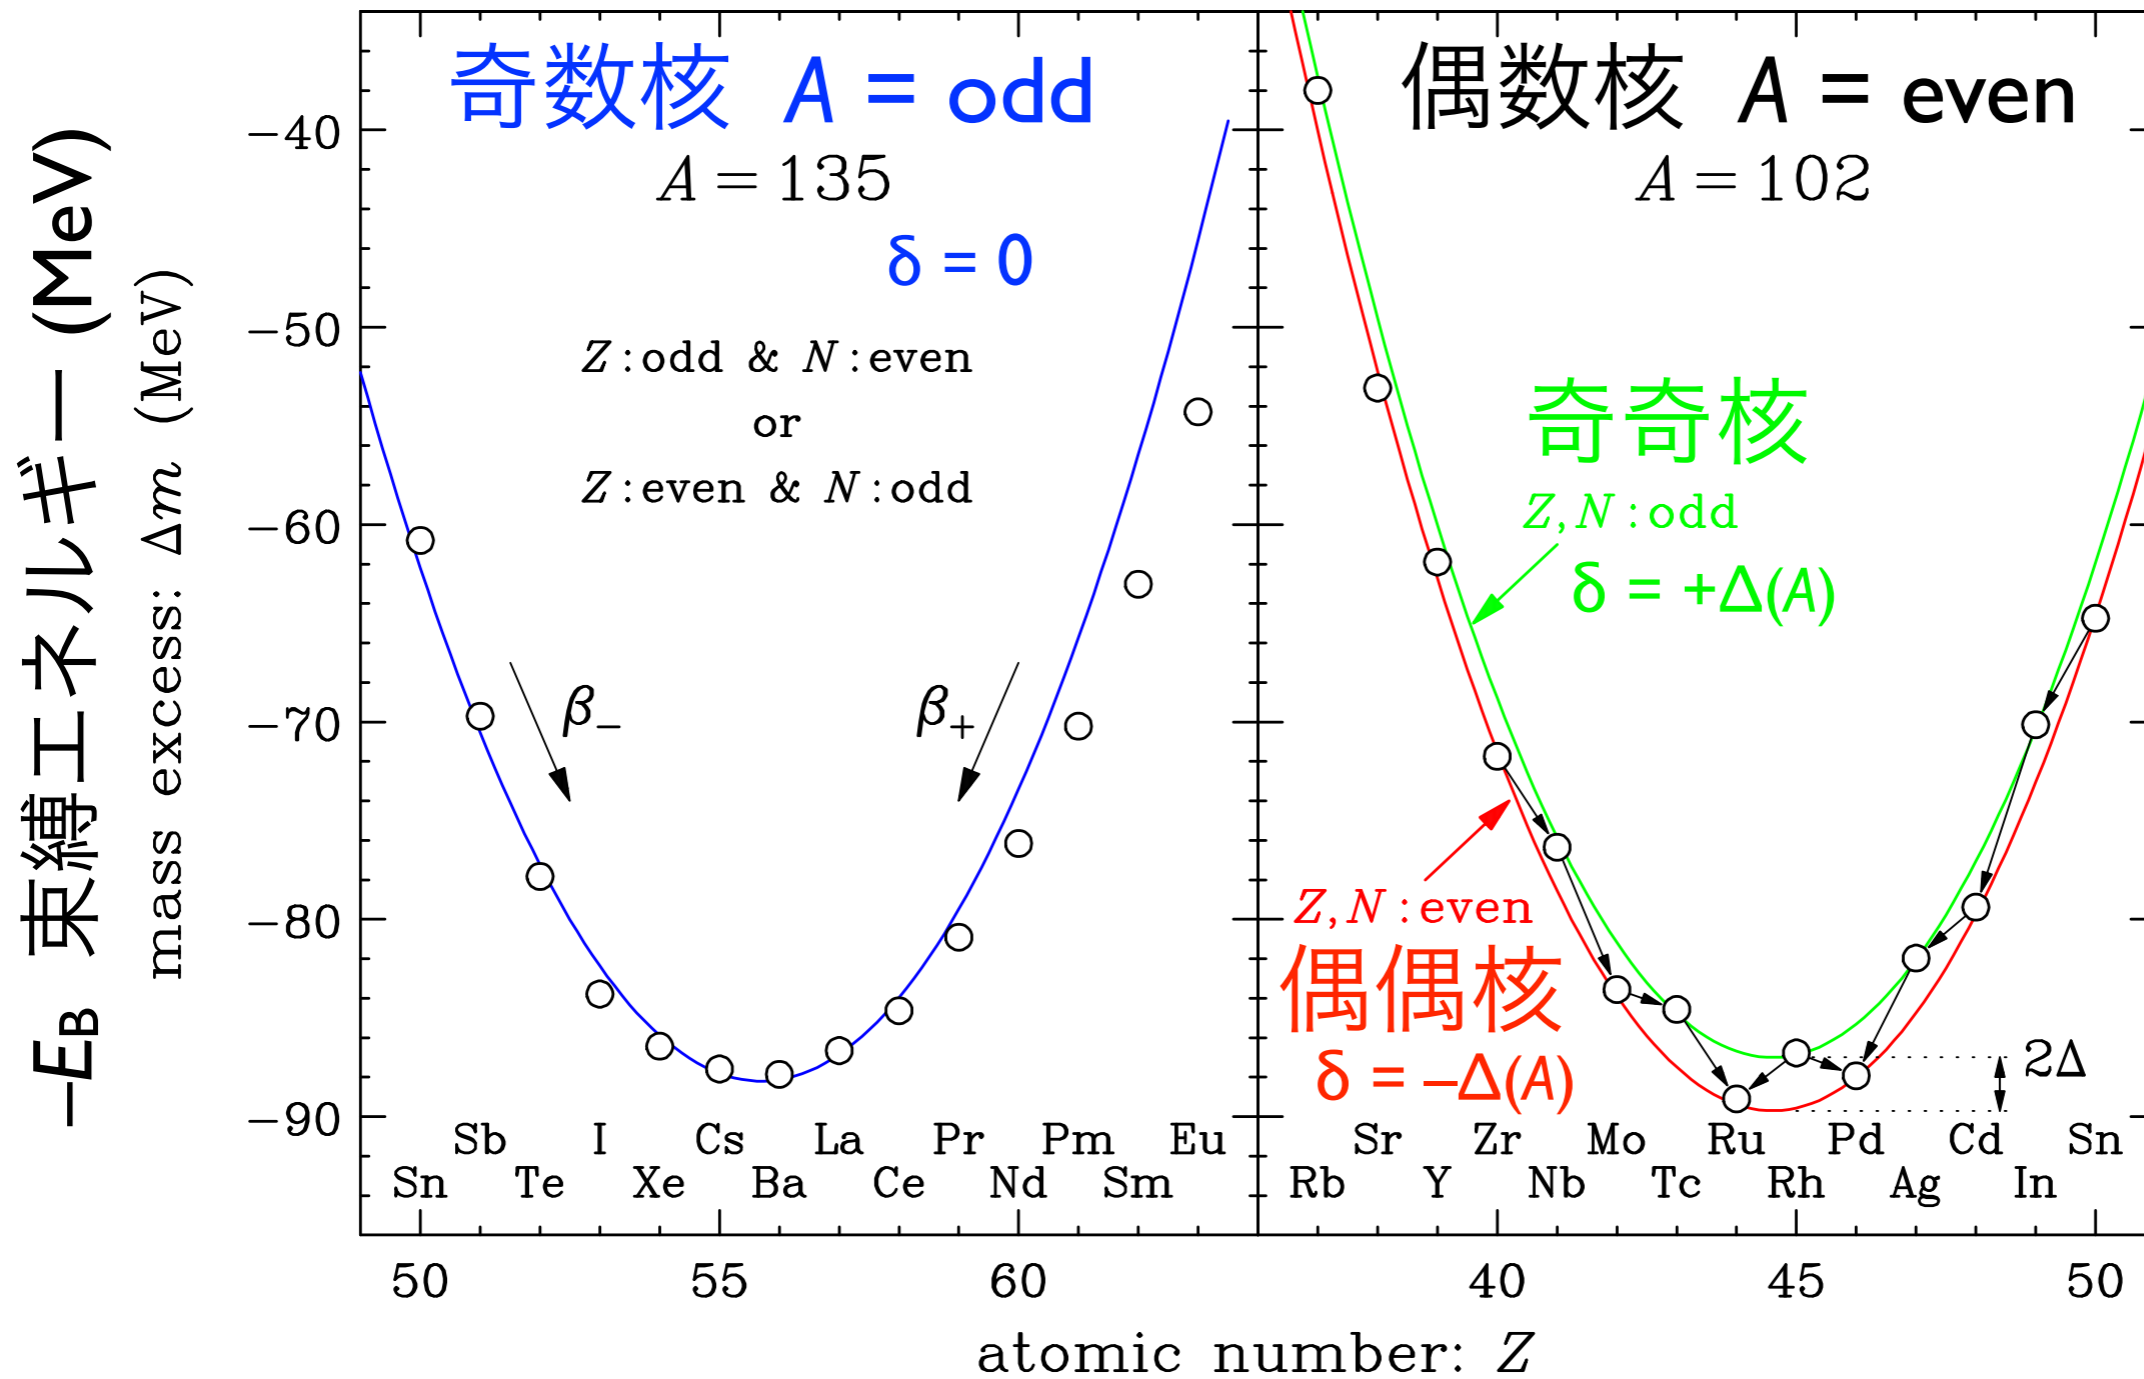 −EB 束縛エネルギー (MeV)
mass excess: Δm (MeV)
−40
−50
−60
−70
−80
−90
奇数核 A = odd
A = 135
δ = 0
Z : odd & N : even
or
Z : even & N : odd
β−
β+
Sb I Cs La Pr Pm Eu
Sn Te Xe Ba Ce Nd Sm
50 55 60
偶数核 A = even
A = 102
奇奇核
Z, N : odd
δ = +Δ(A)
Z, N : even
偶偶核
δ = −Δ(A)
2Δ
Sr Zr Mo Ru Pd Cd Sn
Rb Y Nb Tc Rh Ag In
40 45 50
atomic number: Z